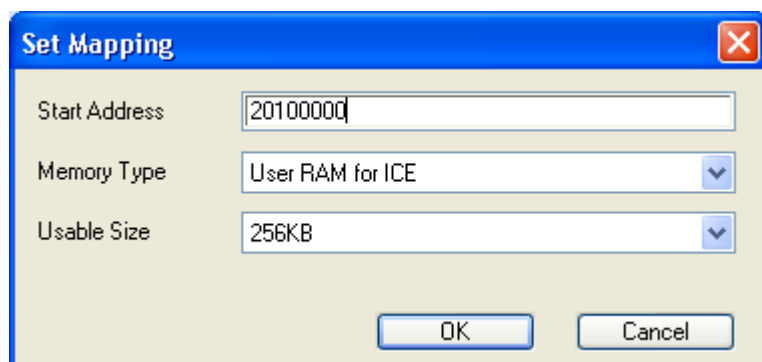 Set Mapping
Start Address 20100000
Memory Type User RAM for ICE
Usable Size 256KB
OK Cancel